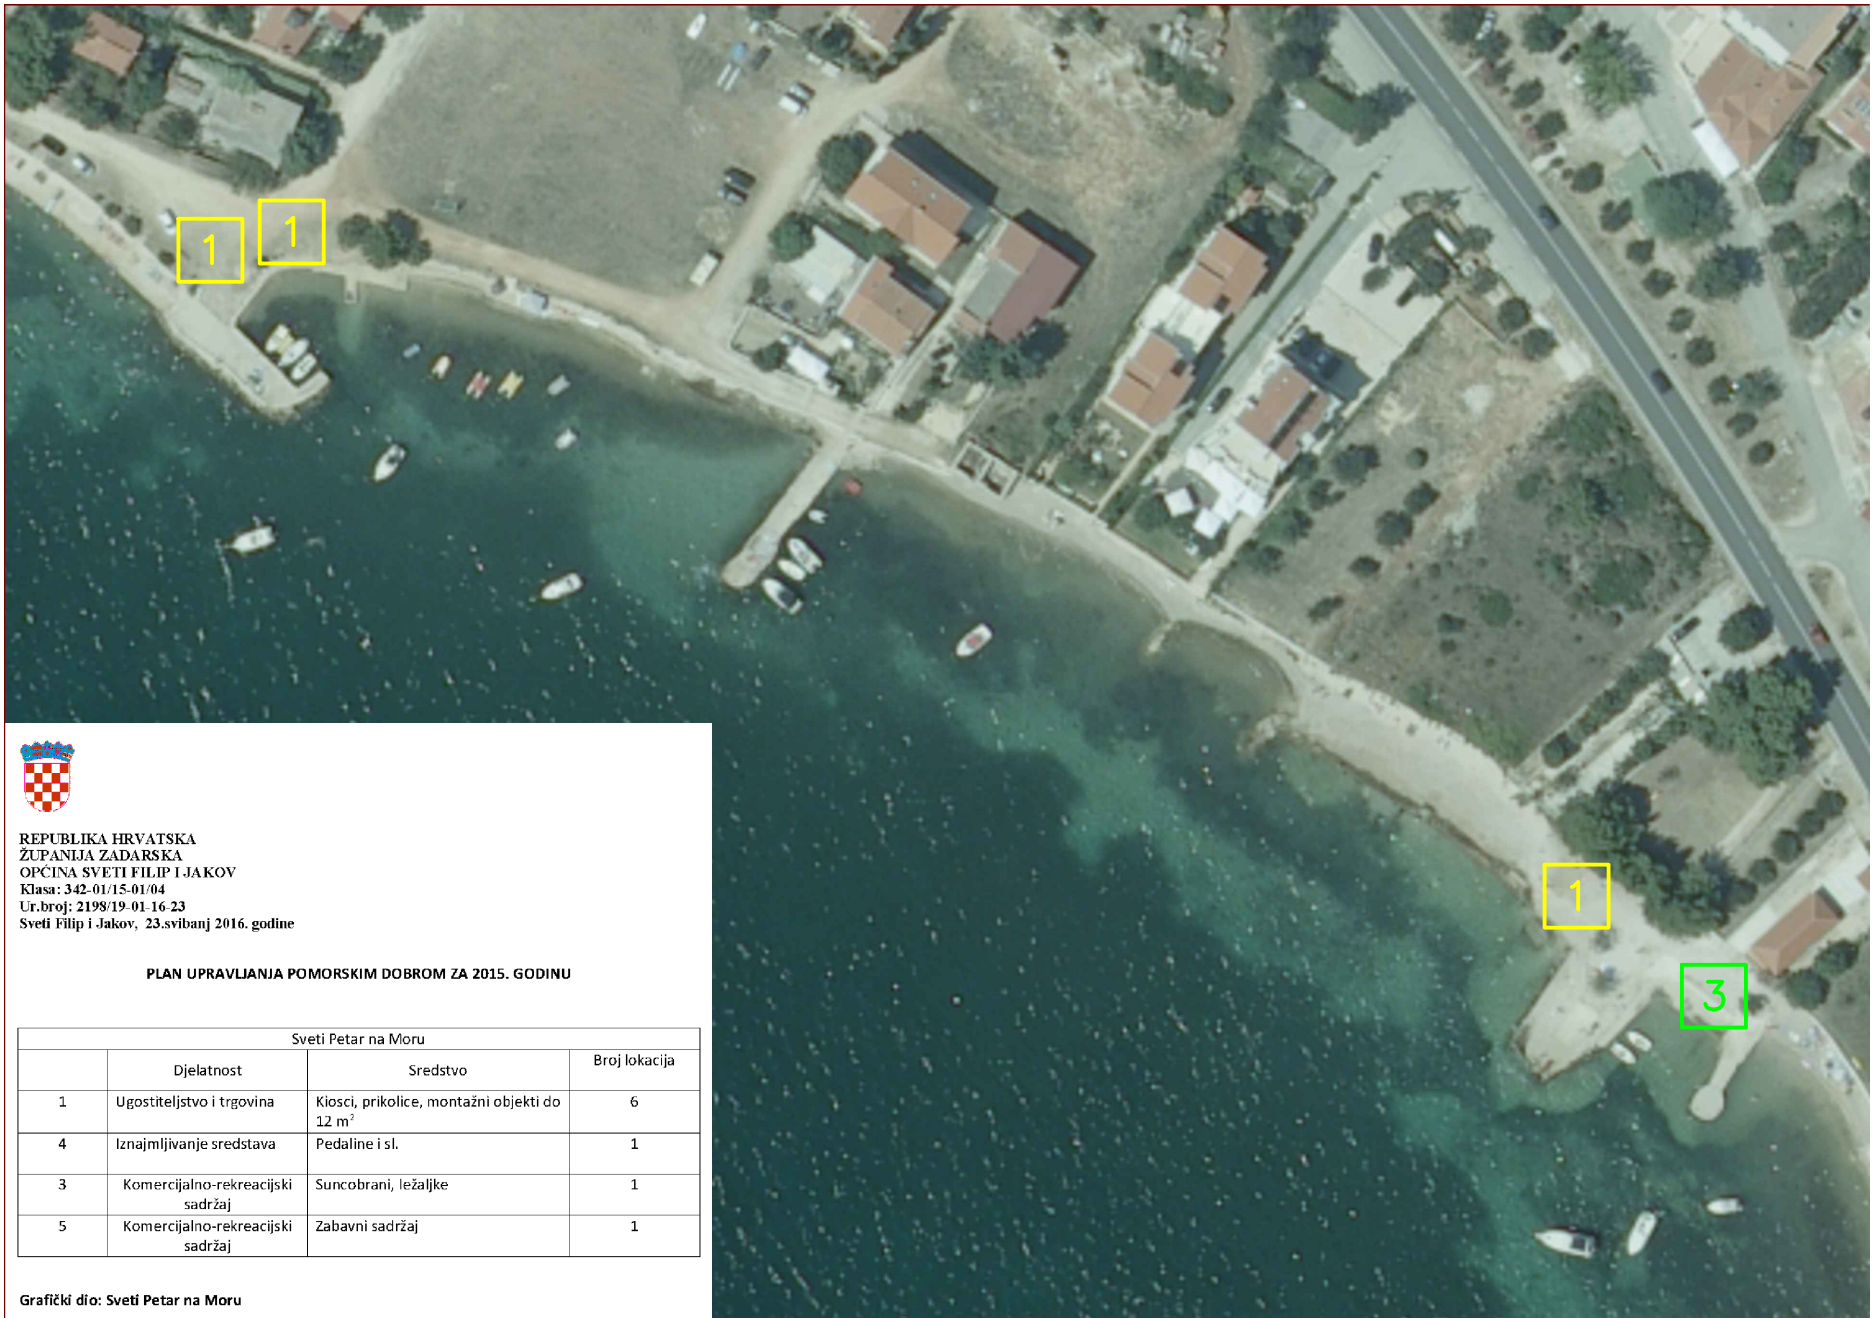 1
1
1
3
REPUBLIKA HRVATSKA
ŽUPANIJA ZADARSKA
OPĆINA SVETI FILIP I JAKOV
Klasa: 342-01/15-01/04
Ur.broj: 2198/19-01-16-23
Sveti Filip i Jakov, 23.svibanj 2016. godine
PLAN UPRAVLJANJA POMORSKIM DOBROM ZA 2015. GODINU
Sveti Petar na Moru
Djelatnost Sredstvo Broj lokacija
1 Ugostiteljstvo i trgovina Kiosci, prikolice, montažni objekti do 6
12 m²
4 Iznajmljivanje sredstava Pedaline i sl. 1
3 Komercijalno-rekreacijski Suncobrani, ležaljke 1
sadržaj
5 Komercijalno-rekreacijski Zabavni sadržaj 1
sadržaj
Grafički dio: Sveti Petar na Moru